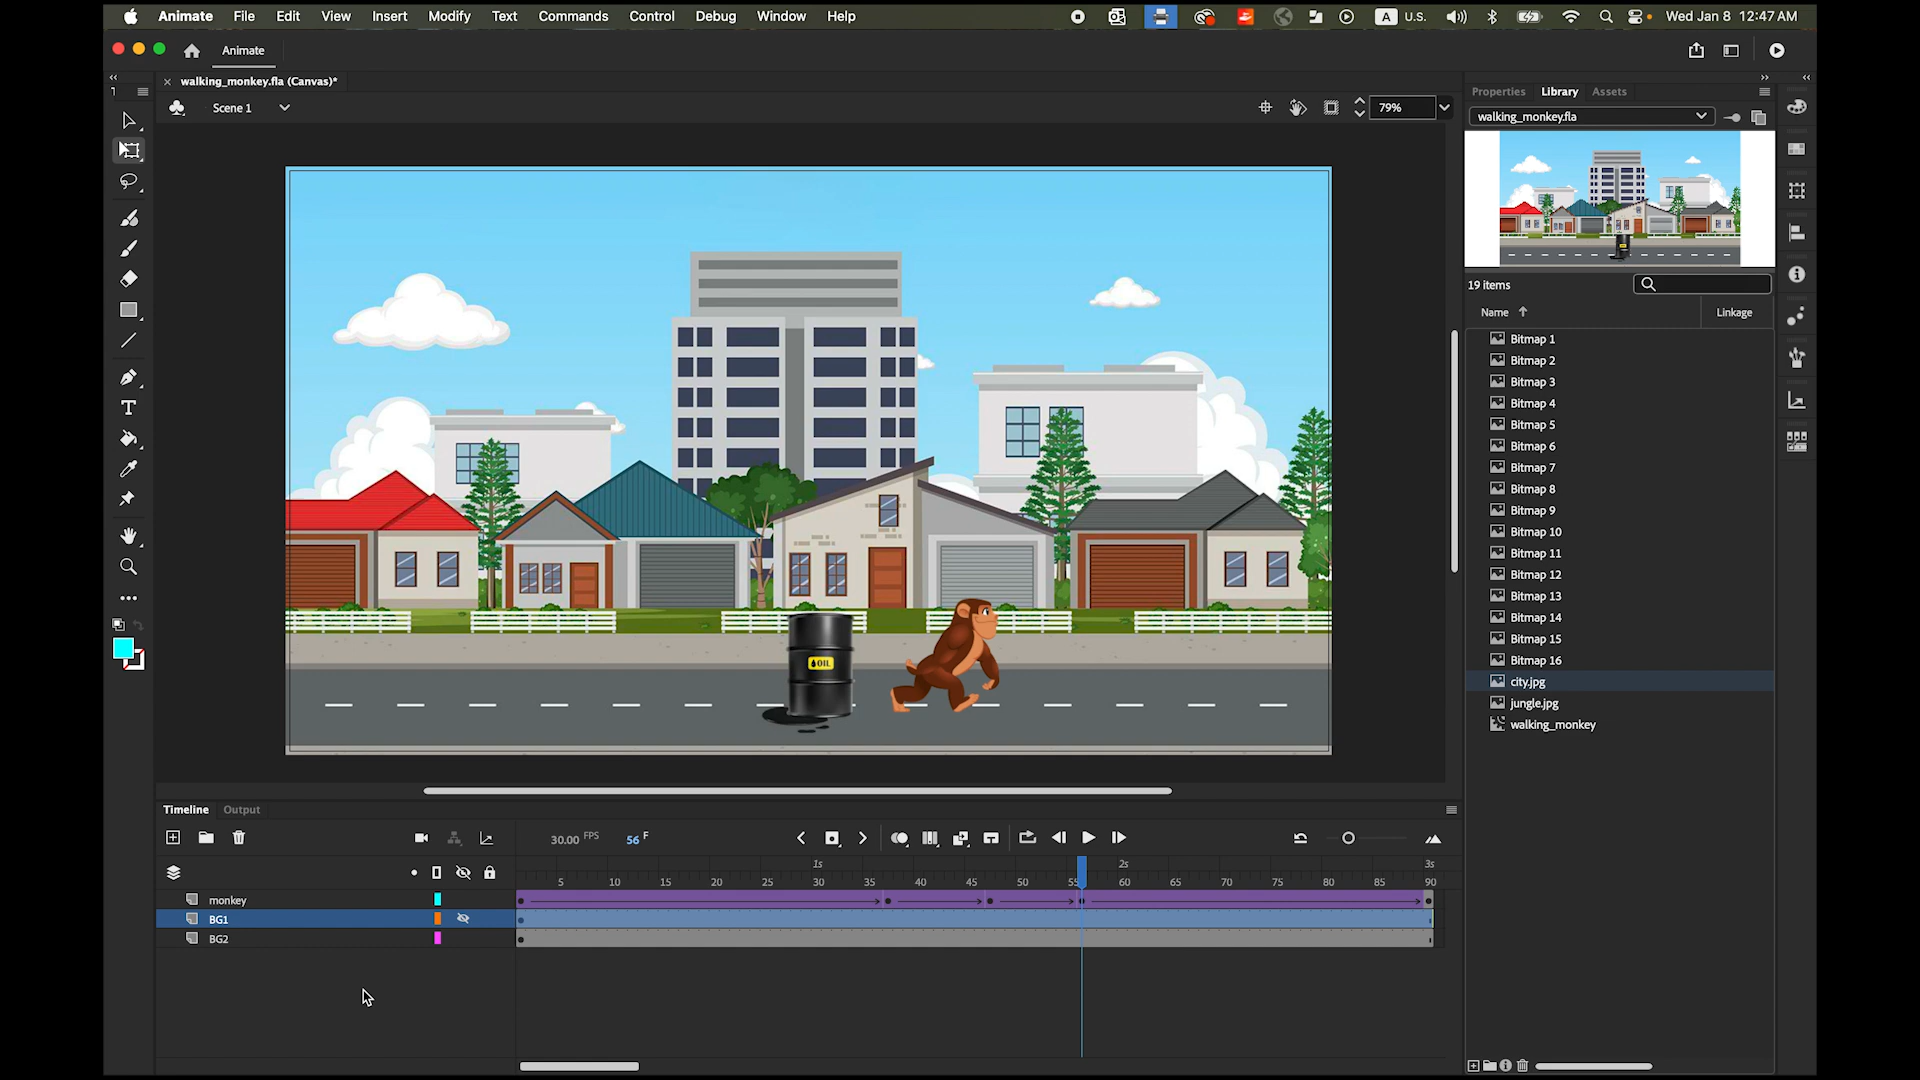 Animate File Edit View Insert Modify Text Commands Control Debug Window Help A U.S. Wed Jan 8 12:47 AM
Animate
walking_monkey.fla (Canvas)*
Scene 1
79%
Properties Library Assets
walking_monkey.fla
19 items
Name Linkage
Bitmap 1
Bitmap 2
Bitmap 3
Bitmap 4
Bitmap 5
Bitmap 6
Bitmap 7
Bitmap 8
Bitmap 9
Bitmap 10
Bitmap 11
Bitmap 12
Bitmap 13
Bitmap 14
Bitmap 15
Bitmap 16
city.jpg
jungle.jpg
walking_monkey
OIL
Timeline Output
30.00 FPS 56 F
1s 2s 3s
5 10 15 20 25 30 35 40 45 50 55 60 65 70 75 80 85 90
monkey
BG1
BG2